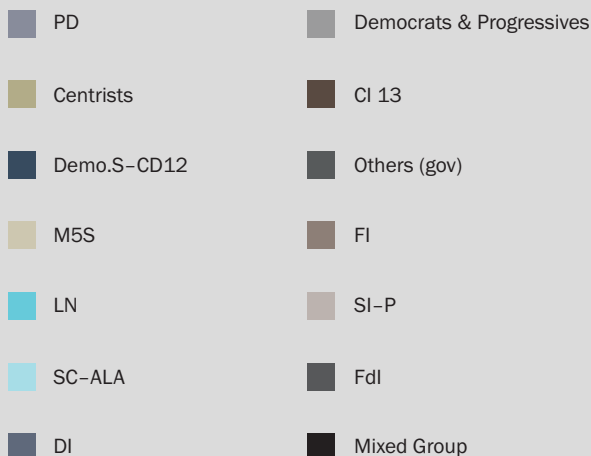 PD
Democrats & Progressives
Centrists
CI 13
Demo.S–CD12
Others (gov)
M5S
FI
LN
SI–P
SC–ALA
FdI
DI
Mixed Group